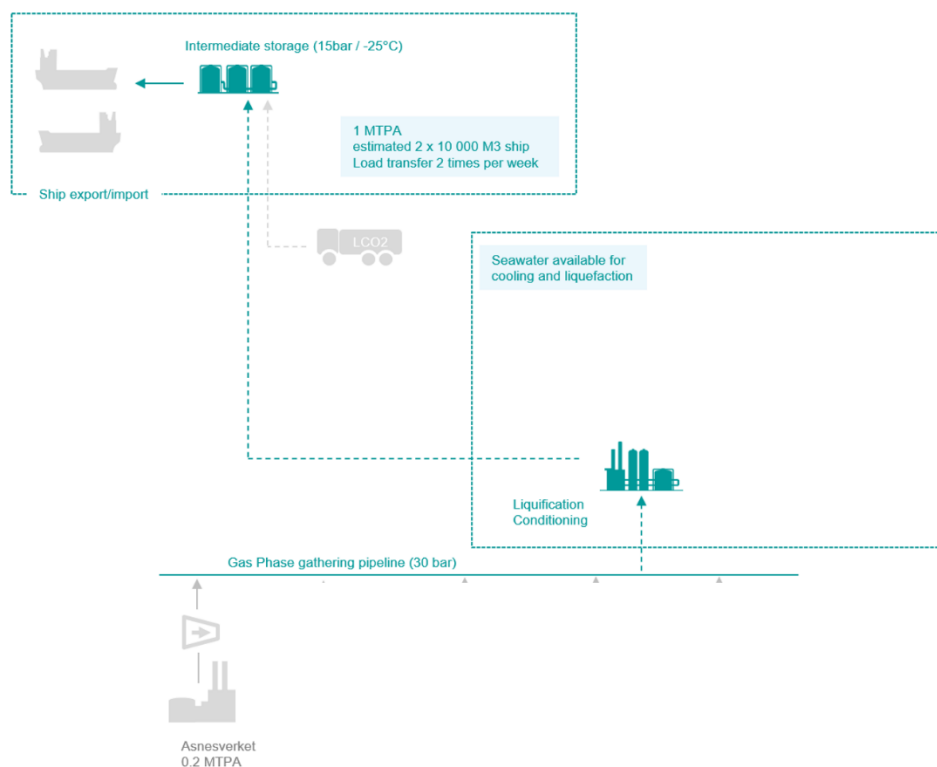 Intermediate storage (15bar / -25°C)
1 MTPA
estimated 2 x 10 000 M3 ship
Load transfer 2 times per week
Ship export/import
LCO2
Seawater available for
cooling and liquefaction
Liquification
Conditioning
Gas Phase gathering pipeline (30 bar)
Asnesverket
0.2 MTPA